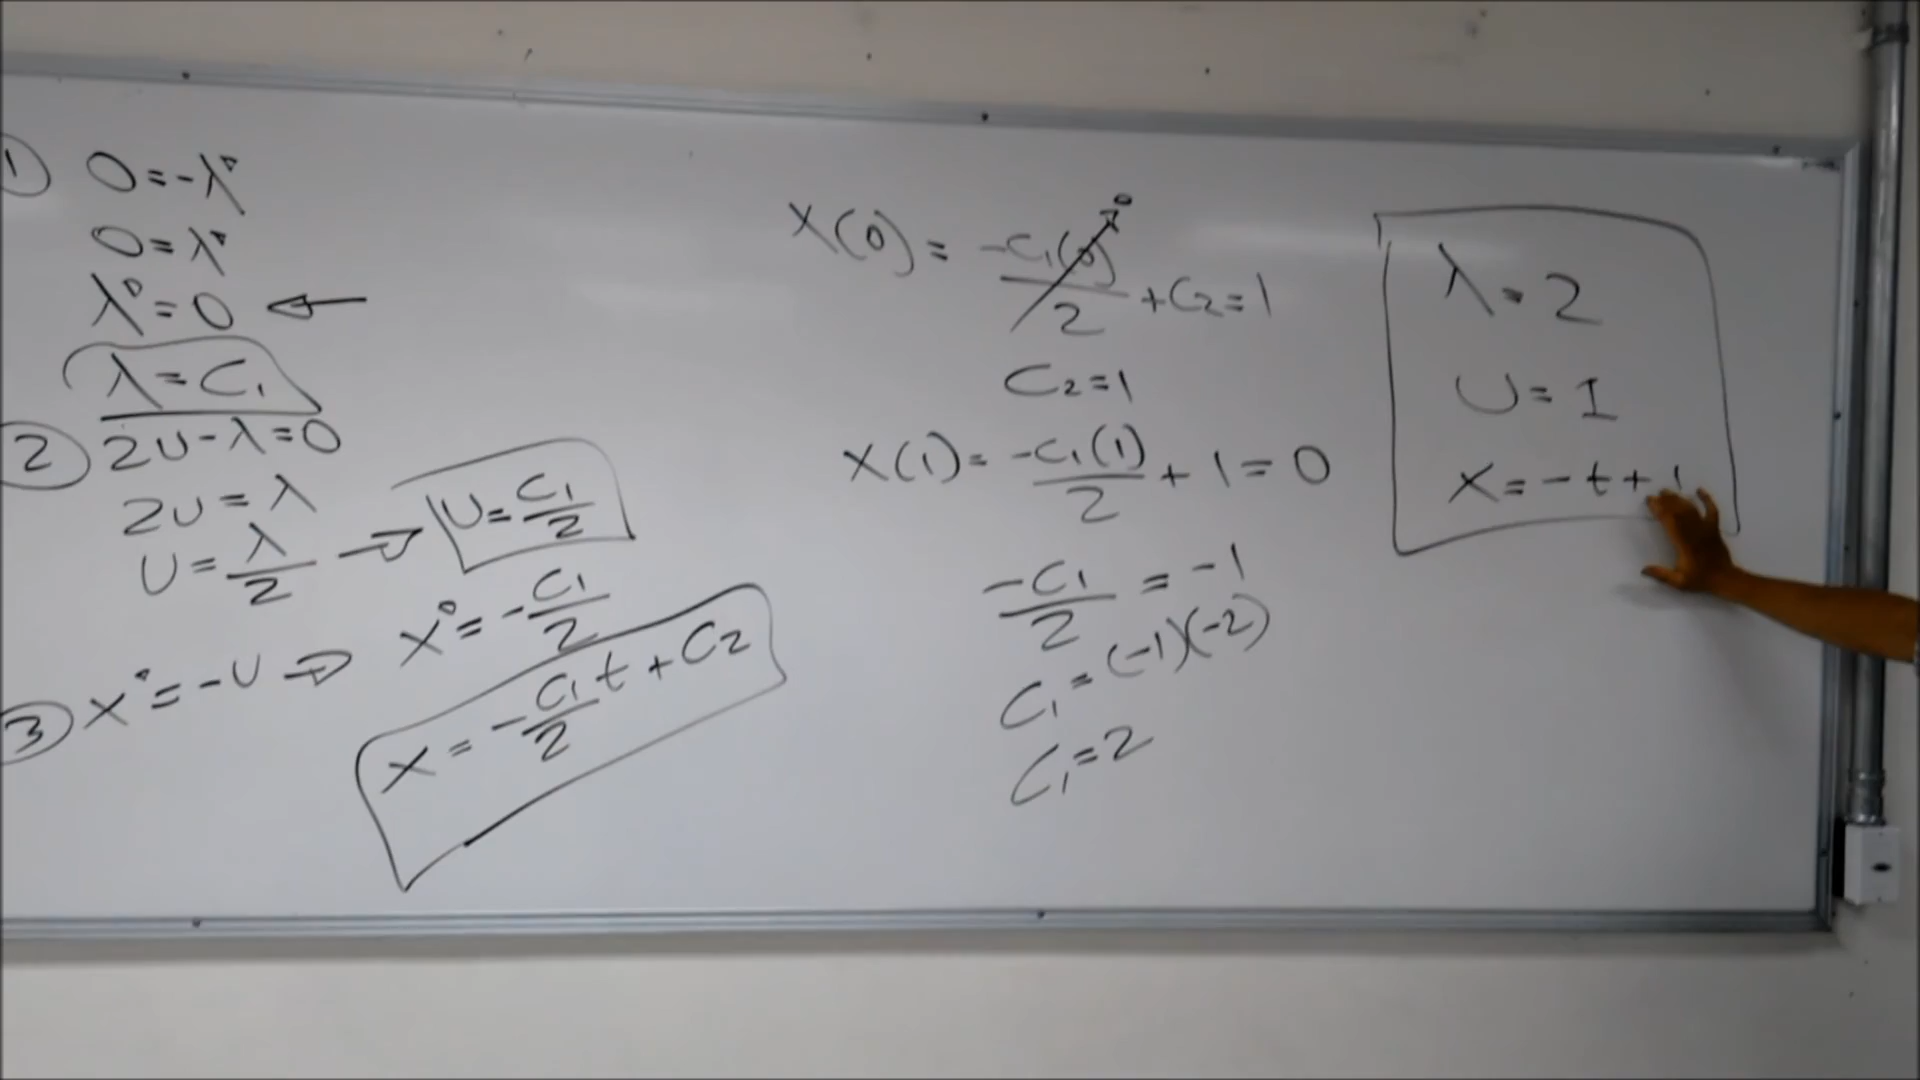 ① 0 = -λ°
0 = λ°
λ° = 0 ←
λ = C₁
② 2U - λ = 0
2U = λ
U = λ/2 → U = C₁/2
③ x° = -U → x° = -C₁/2
x = -C₁/2 t + C₂
X(0) = -C₁(0)/2 ↗0 + C₂ = 1
C₂ = 1
X(1) = -C₁(1)/2 + 1 = 0
-C₁/2 = -1
C₁ = (-1)(-2)
C₁ = 2
λ = 2
U = 1
X = -t + 1